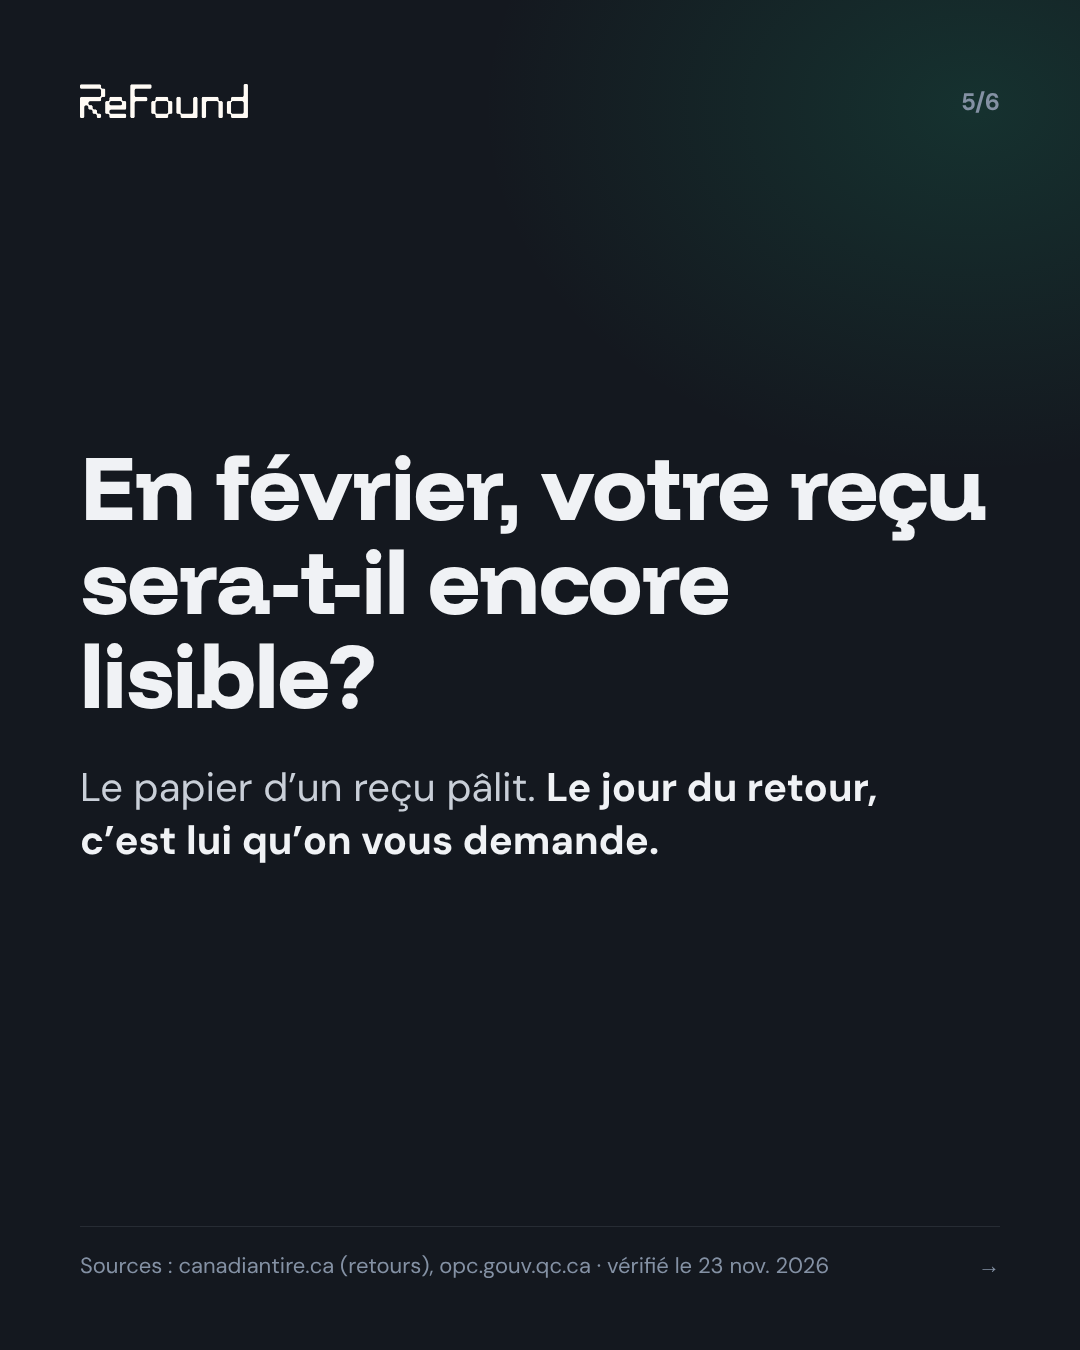 ReFound
5/6
En février, votre reçu
sera-t-il encore
lisible?
Le papier d’un reçu pâlit. Le jour du retour,
c’est lui qu’on vous demande.
Sources : canadiantire.ca (retours), opc.gouv.qc.ca · vérifié le 23 nov. 2026 →